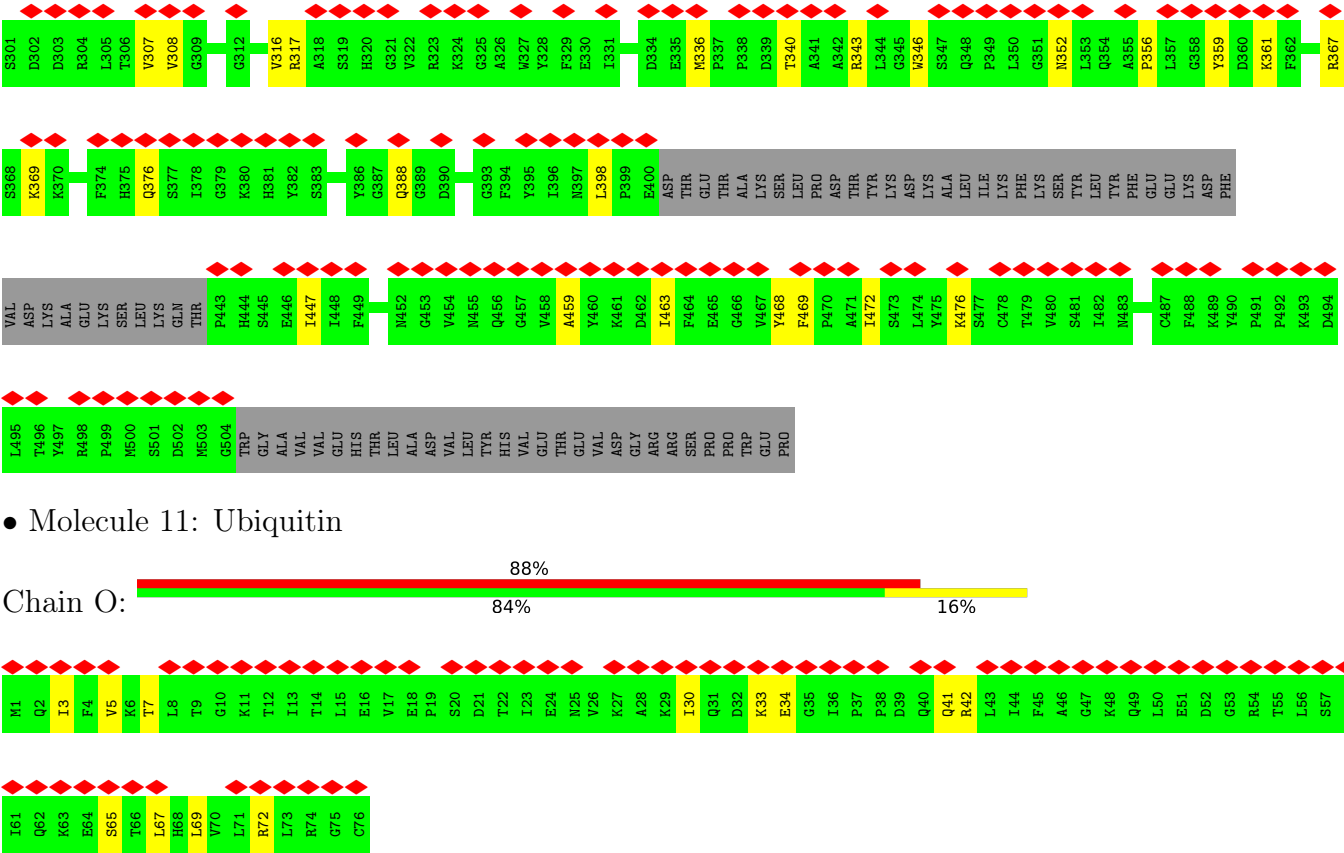 S301 D302 D303 R304 L305 T306 V307 V308 G309 G312 V316 R317 A318 S319 H320 G321 V322 R323 K324 G325 A326 W327 Y328 F329 E330 I331 D334 E335 M336 P337 P338 D339 T340 A341 A342 R343 L344 G345 W346 S347 Q348 P349 L350 G351 N352 L353 Q354 A355 P356 L357 G358 Y359 D360 K361 F362 R367
S368 K369 K370 F374 H375 Q376 S377 I378 G379 K380 H381 Y382 S383 Y386 G387 Q388 G389 D390 G393 F394 Y395 I396 N397 L398 P399 E400 ASP THR GLU THR ALA LYS SER LEU PRO ASP THR TYR LYS ASP LYS ALA LEU ILE LYS PHE LYS SER TYR LEU TYR PHE GLU GLU LYS ASP PHE
VAL ASP LYS ALA GLU LYS SER LEU LYS GLN THR P443 H444 S445 E446 I447 I448 F449 N452 G453 V454 N455 Q456 G457 V458 A459 Y460 K461 D462 I463 F464 E465 G466 V467 Y468 F469 P470 A471 I472 S473 L474 Y475 K476 S477 C478 T479 V480 S481 I482 N483 C487 F488 K489 Y490 P491 P492 K493 D494
L495 T496 Y497 R498 P499 M500 S501 D502 M503 G504 TRP GLY ALA VAL VAL GLU HIS THR LEU ALA ASP VAL LEU TYR HIS VAL GLU THR GLU VAL ASP GLY ARG ARG SER PRO PRO TRP GLU PRO
• Molecule 11: Ubiquitin
88%
Chain O:
84% 16%
M1 Q2 I3 F4 V5 K6 T7 L8 T9 G10 K11 T12 I13 T14 L15 E16 V17 E18 P19 S20 D21 T22 I23 E24 N25 V26 K27 A28 K29 I30 Q31 D32 K33 E34 G35 I36 P37 P38 D39 Q40 Q41 R42 L43 I44 F45 A46 G47 K48 Q49 L50 E51 D52 G53 R54 T55 L56 S57
I61 Q62 K63 E64 S65 T66 L67 H68 L69 V70 L71 R72 L73 R74 G75 C76